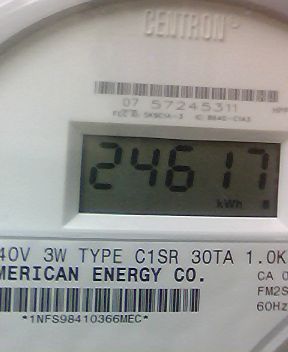 CENTRON®
07 57245311
24617
kWh
40V 3W TYPE C1SR 30TA 1.0K
MERICAN ENERGY CO.
CA 0
FM2S
60Hz
*1NFS98410366MEC*